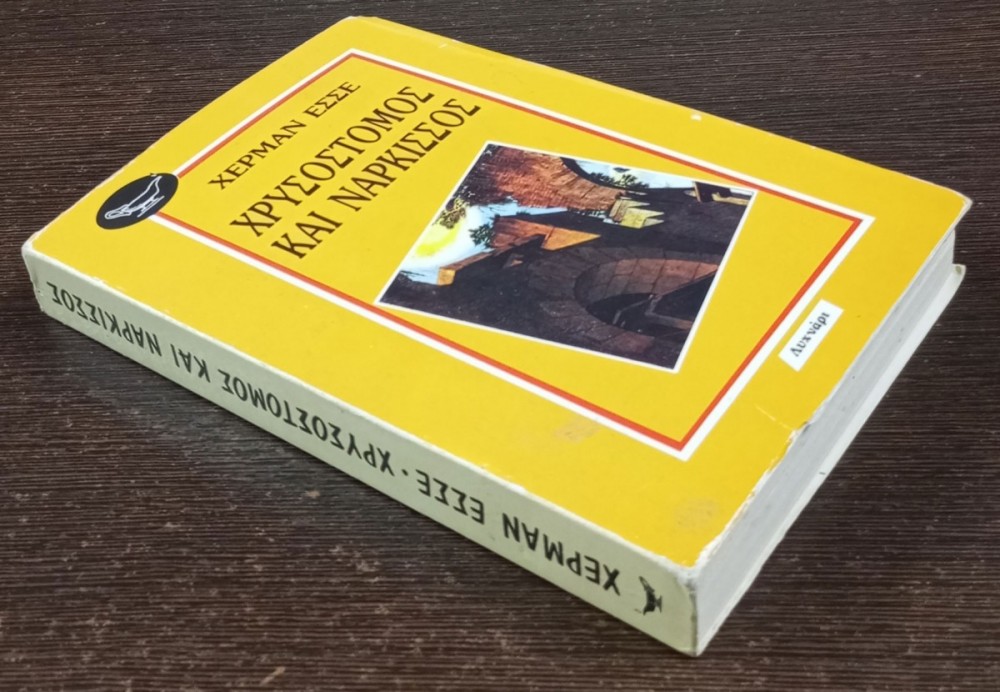 ΧΕΡΜΑΝ ΕΣΣΕ
ΧΡΥΣΟΣΤΟΜΟΣ
ΚΑΙ ΝΑΡΚΙΣΣΟΣ
Λυχνάρι
ΧΕΡΜΑΝ ΕΣΣΕ · ΧΡΥΣΟΣΤΟΜΟΣ ΚΑΙ ΝΑΡΚΙΣΣΟΣ